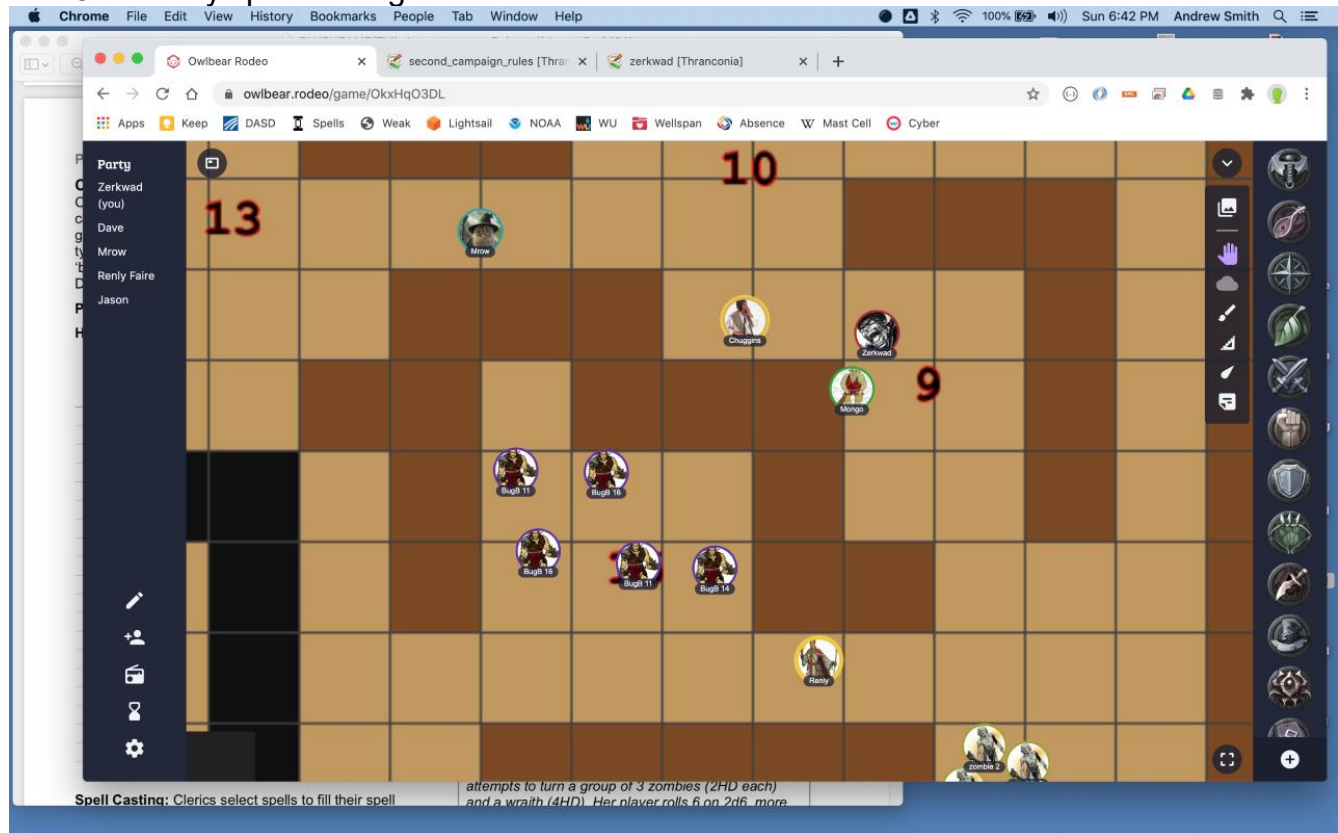 Chrome File Edit View History Bookmarks People Tab Window Help 100% Sun 6:42 PM Andrew Smith
Owlbear Rodeo second_campaign_rules [Thran zerkwad [Thranconia]
owlbear.rodeo/game/OkxHqO3DL
Apps Keep DASD Spells Weak Lightsail NOAA WU Wellspan Absence Mast Cell Cyber
Party
Zerkwad
(you)
Dave
Mrow
Renly Faire
Jason
10
13
Mrow
Chuggins
Zerkwad
Mongo
9
BugB 11
BugB 16
BugB 16
BugB 11
BugB 14
Renly
zombie 2
attempts to turn a group of 3 zombies (2HD each)
Spell Casting: Clerics select spells to fill their spell
and a wraith (4HD). Her player rolls 6 on 2d6, more